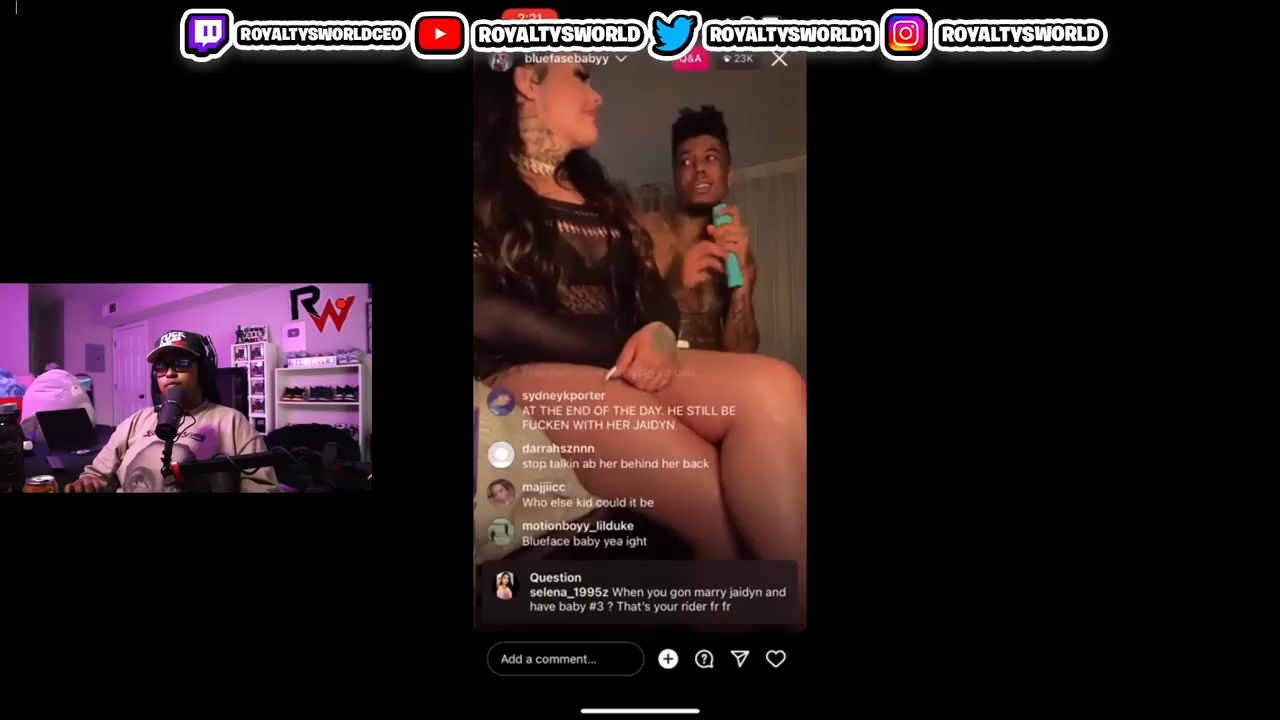 2:21
ROYALTYSWORLDCEO
ROYALTYSWORLD
ROYALTYSWORLD1
ROYALTYSWORLD
bluefasebabyy
Q&A
23K
RW
sydneykporter
AT THE END OF THE DAY. HE STILL BE
FUCKEN WITH HER JAIDYN
darrahsznnn
stop talkin ab her behind her back
majjiicc
Who else kid could it be
motionboyy_lilduke
Blueface baby yea ight
Question
selena_1995z When you gon marry jaidyn and
have baby #3 ? That's your rider fr fr
Add a comment...